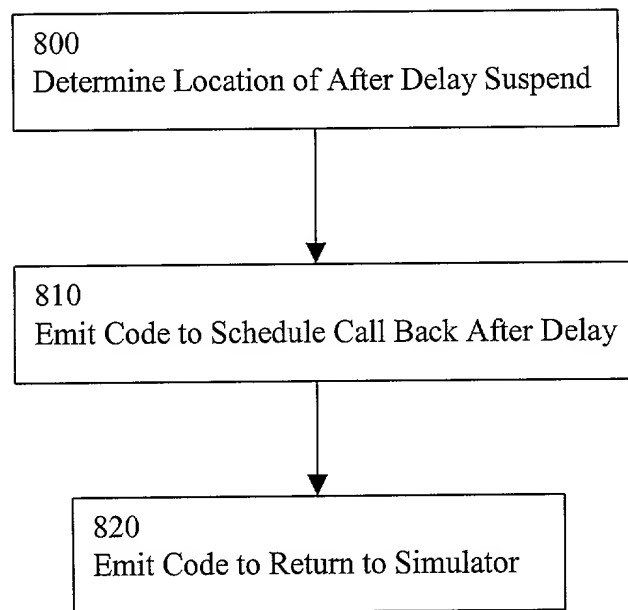 800
Determine Location of After Delay Suspend
810
Emit Code to Schedule Call Back After Delay
820
Emit Code to Return to Simulator